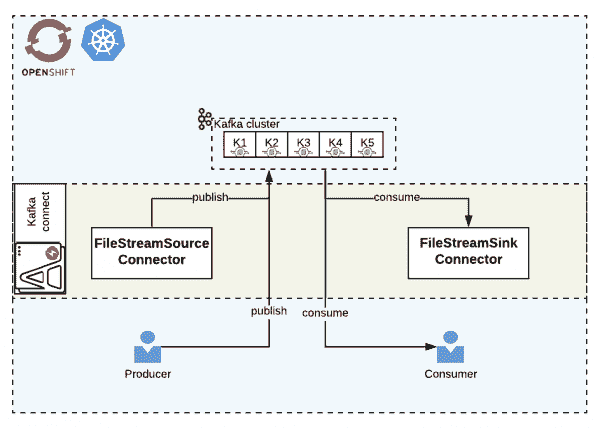 OPENSHIFT
Kafka cluster
K1 K2 K3 K4 K5
Kafka
connect
publish
consume
FileStreamSource
Connector
FileStreamSink
Connector
publish
consume
Producer
Consumer